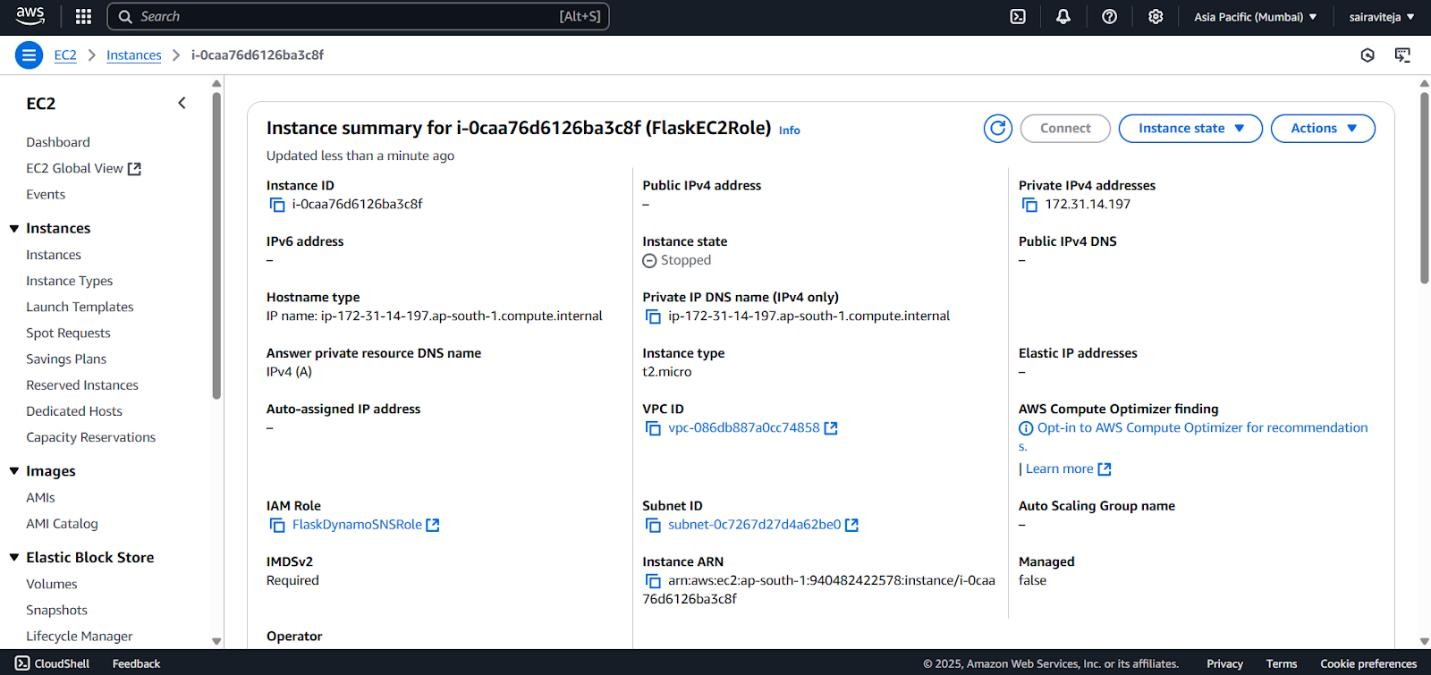 aws
Search
[Alt+S]
Asia Pacific (Mumbai)
sairaviteja
EC2
Instances
i-0caa76d6126ba3c8f
EC2
Dashboard
EC2 Global View
Events
Instances
Instances
Instance Types
Launch Templates
Spot Requests
Savings Plans
Reserved Instances
Dedicated Hosts
Capacity Reservations
Images
AMIs
AMI Catalog
Elastic Block Store
Volumes
Snapshots
Lifecycle Manager
Instance summary for i-0caa76d6126ba3c8f (FlaskEC2Role) Info
Updated less than a minute ago
Connect
Instance state
Actions
Instance ID
i-0caa76d6126ba3c8f
Public IPv4 address
–
Private IPv4 addresses
172.31.14.197
IPv6 address
–
Instance state
Stopped
Public IPv4 DNS
–
Hostname type
IP name: ip-172-31-14-197.ap-south-1.compute.internal
Private IP DNS name (IPv4 only)
ip-172-31-14-197.ap-south-1.compute.internal
Answer private resource DNS name
IPv4 (A)
Instance type
t2.micro
Elastic IP addresses
–
Auto-assigned IP address
–
VPC ID
vpc-086db887a0cc74858
AWS Compute Optimizer finding
Opt-in to AWS Compute Optimizer for recommendation
s.
| Learn more
IAM Role
FlaskDynamoSNSRole
Subnet ID
subnet-0c7267d27d4a62be0
Auto Scaling Group name
–
IMDSv2
Required
Instance ARN
arn:aws:ec2:ap-south-1:940482422578:instance/i-0caa
76d6126ba3c8f
Managed
false
Operator
CloudShell
Feedback
© 2025, Amazon Web Services, Inc. or its affiliates.
Privacy
Terms
Cookie preferences